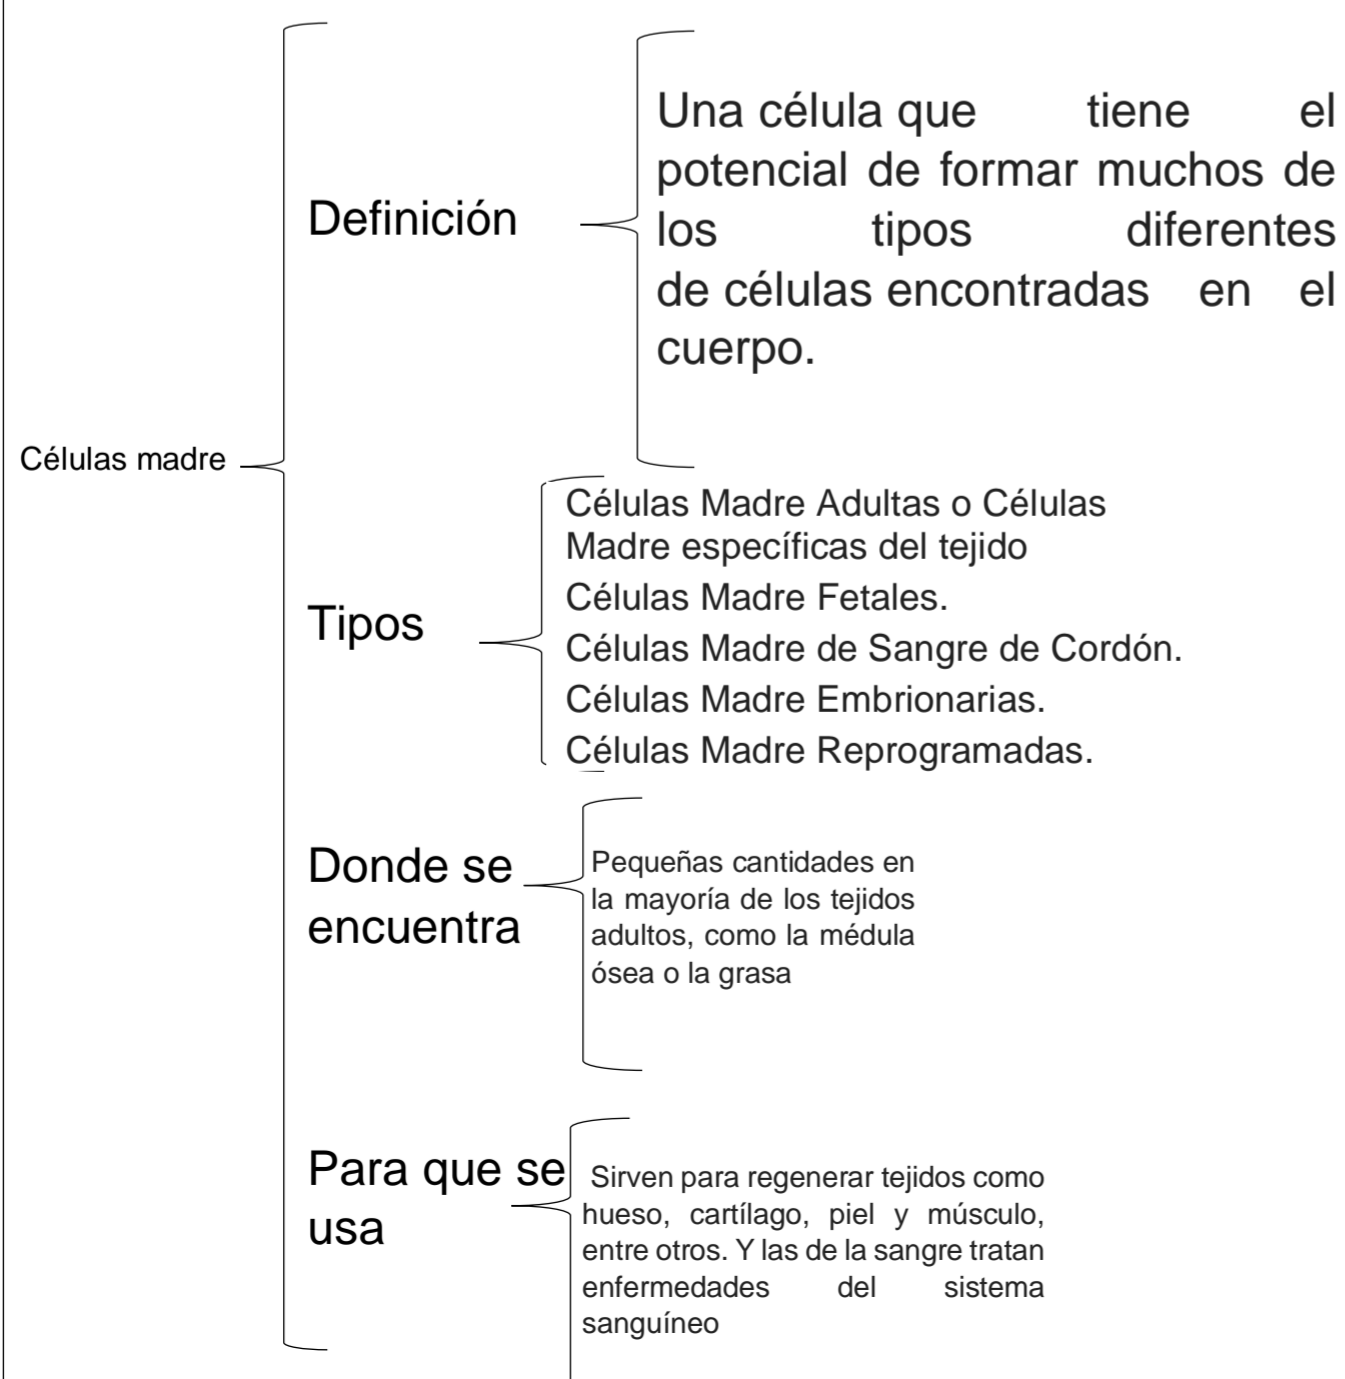 Células madre
Definición
Una célula que tiene el
potencial de formar muchos de
los tipos diferentes
de células encontradas en el
cuerpo.
Tipos
Células Madre Adultas o Células
Madre específicas del tejido
Células Madre Fetales.
Células Madre de Sangre de Cordón.
Células Madre Embrionarias.
Células Madre Reprogramadas.
Donde se
encuentra
Pequeñas cantidades en
la mayoría de los tejidos
adultos, como la médula
ósea o la grasa
Para que se
usa
Sirven para regenerar tejidos como
hueso, cartílago, piel y músculo,
entre otros. Y las de la sangre tratan
enfermedades del sistema
sanguíneo